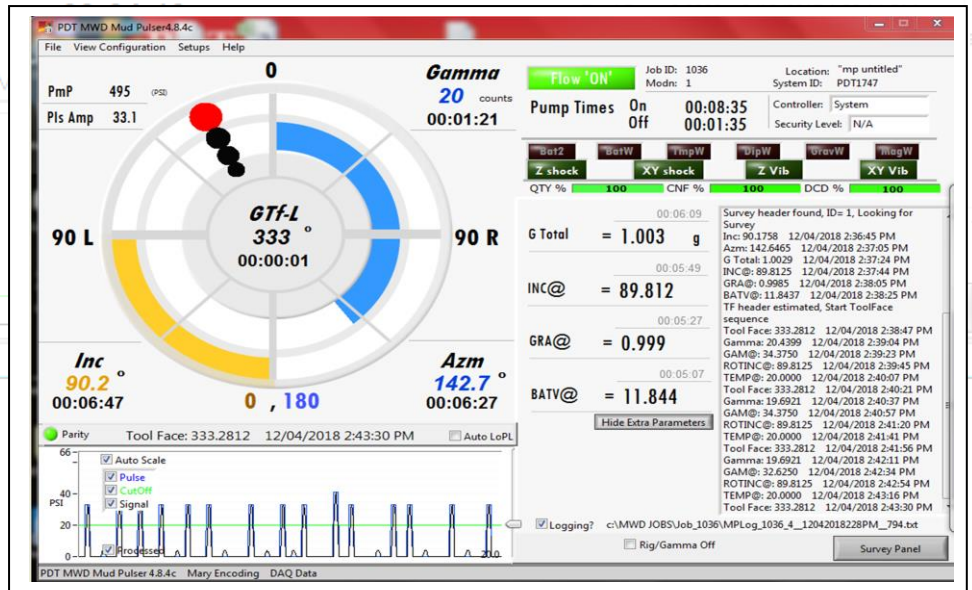 PDT MWD Mud Pulser4.8.4c
File View Configuration Setups Help
PmP 495 (PSI)
Pls Amp 33.1
0
Gamma
20 counts
00:01:21
90 L
GTf-L
333 °
00:00:01
90 R
Inc
90.2 °
00:06:47
0 , 180
Azm
142.7 °
00:06:27
Parity Tool Face: 333.2812 12/04/2018 2:43:30 PM Auto LoPL
66
40
PSI
20
0
Auto Scale
Pulse
CutOff
Signal
Processed
20.0
Flow 'ON'
Job ID: 1036
Modn: 1
Location: "mp untitled"
System ID: PDT1747
Pump Times On 00:08:35
Off 00:01:35
Controller: System
Security Level: N/A
Bat2 BatW TmpW DipW GravW MagW
Z shock XY shock Z Vib XY Vib
QTY % 100 CNF % 100 DCD % 100
00:06:09
G Total = 1.003 g
00:05:49
INC@ = 89.812
00:05:27
GRA@ = 0.999
00:05:07
BATV@ = 11.844
Hide Extra Parameters
Survey header found, ID= 1, Looking for
Survey
Inc: 90.1758 12/04/2018 2:36:45 PM
Azm: 142.6465 12/04/2018 2:37:05 PM
G Total: 1.0029 12/04/2018 2:37:24 PM
INC@: 89.8125 12/04/2018 2:37:44 PM
GRA@: 0.9985 12/04/2018 2:38:05 PM
BATV@: 11.8437 12/04/2018 2:38:25 PM
TF header estimated, Start ToolFace
sequence
Tool Face: 333.2812 12/04/2018 2:38:47 PM
Gamma: 20.4399 12/04/2018 2:39:04 PM
GAM@: 34.3750 12/04/2018 2:39:23 PM
ROTINC@: 89.8125 12/04/2018 2:39:45 PM
TEMP@: 20.0000 12/04/2018 2:40:07 PM
Tool Face: 333.2812 12/04/2018 2:40:21 PM
Gamma: 19.6921 12/04/2018 2:40:37 PM
GAM@: 34.3750 12/04/2018 2:40:57 PM
ROTINC@: 89.8125 12/04/2018 2:41:20 PM
TEMP@: 20.0000 12/04/2018 2:41:41 PM
Tool Face: 333.2812 12/04/2018 2:41:56 PM
Gamma: 19.6921 12/04/2018 2:42:11 PM
GAM@: 32.6250 12/04/2018 2:42:34 PM
ROTINC@: 89.8125 12/04/2018 2:42:54 PM
TEMP@: 20.0000 12/04/2018 2:43:16 PM
Tool Face: 333.2812 12/04/2018 2:43:30 PM
Logging? c:\MWD JOBS\Job_1036\MPLog_1036_4__12042018228PM_794.txt
Rig/Gamma Off
Survey Panel
PDT MWD Mud Pulser 4.8.4c Mary Encoding DAQ Data